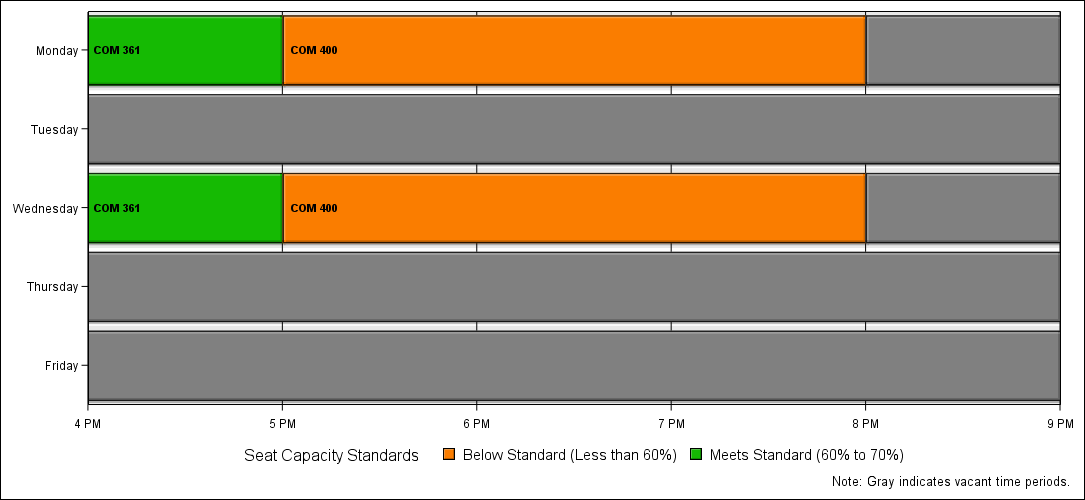 Monday COM 361 COM 400
Tuesday
Wednesday COM 361 COM 400
Thursday
Friday
4 PM 5 PM 6 PM 7 PM 8 PM 9 PM
Seat Capacity Standards Below Standard (Less than 60%) Meets Standard (60% to 70%)
Note: Gray indicates vacant time periods.